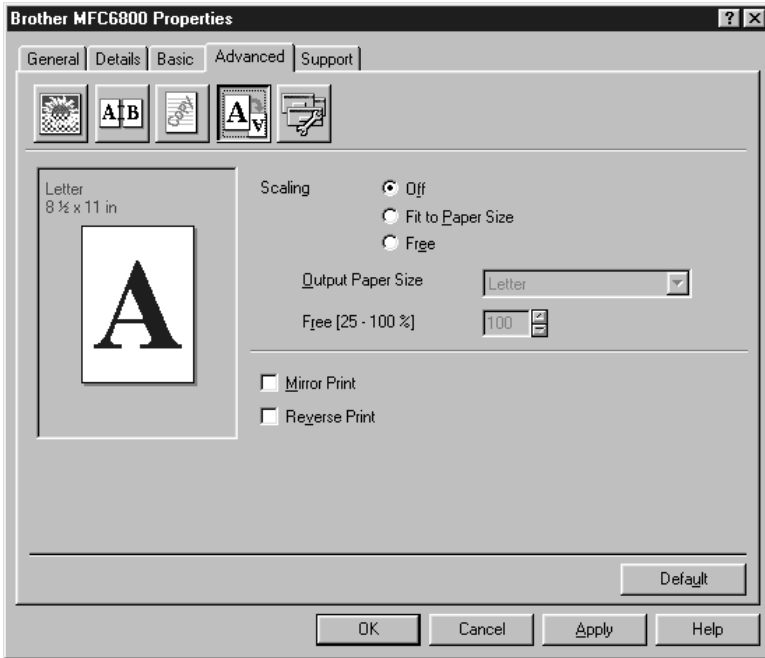 Brother MFC6800 Properties
General Details Basic Advanced Support
A B COPY A A
Letter
8 ½ x 11 in
A
Scaling Off
Fit to Paper Size
Free
Output Paper Size Letter
Free [25 - 100 %] 100
Mirror Print
Reverse Print
Default
OK Cancel Apply Help